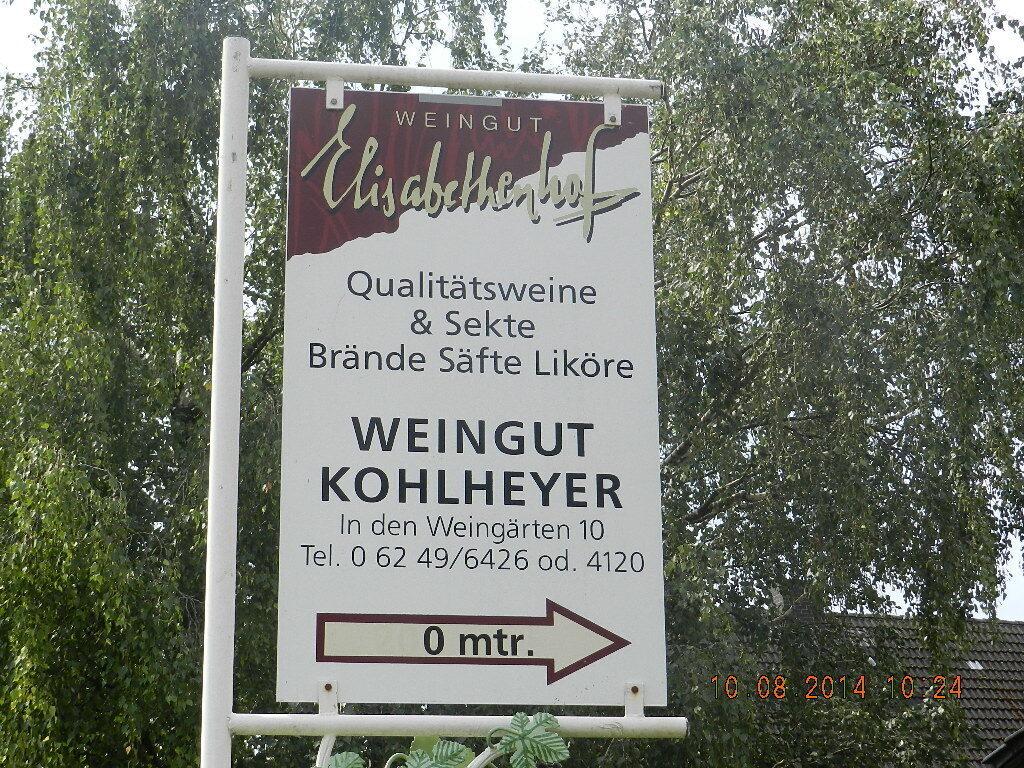 WEINGUT
Elisabethenhof
Qualitätsweine
& Sekte
Brände Säfte Liköre
WEINGUT
KOHLHEYER
In den Weingärten 10
Tel. 0 62 49/6426 od. 4120
0 mtr.
10 08 2014 10 24